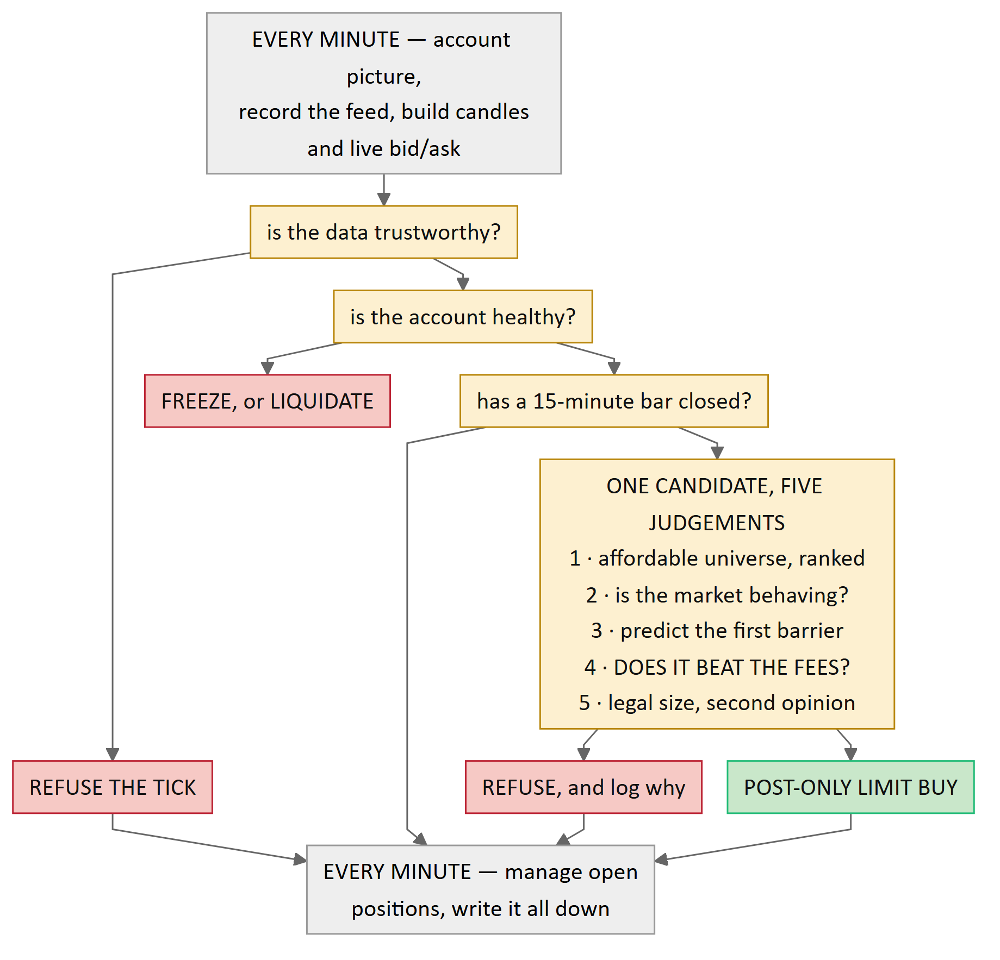 EVERY MINUTE — account
picture,
record the feed, build candles
and live bid/ask
is the data trustworthy?
is the account healthy?
FREEZE, or LIQUIDATE
has a 15-minute bar closed?
ONE CANDIDATE, FIVE
JUDGEMENTS
1 · affordable universe, ranked
2 · is the market behaving?
3 · predict the first barrier
4 · DOES IT BEAT THE FEES?
5 · legal size, second opinion
REFUSE THE TICK
REFUSE, and log why
POST-ONLY LIMIT BUY
EVERY MINUTE — manage open
positions, write it all down